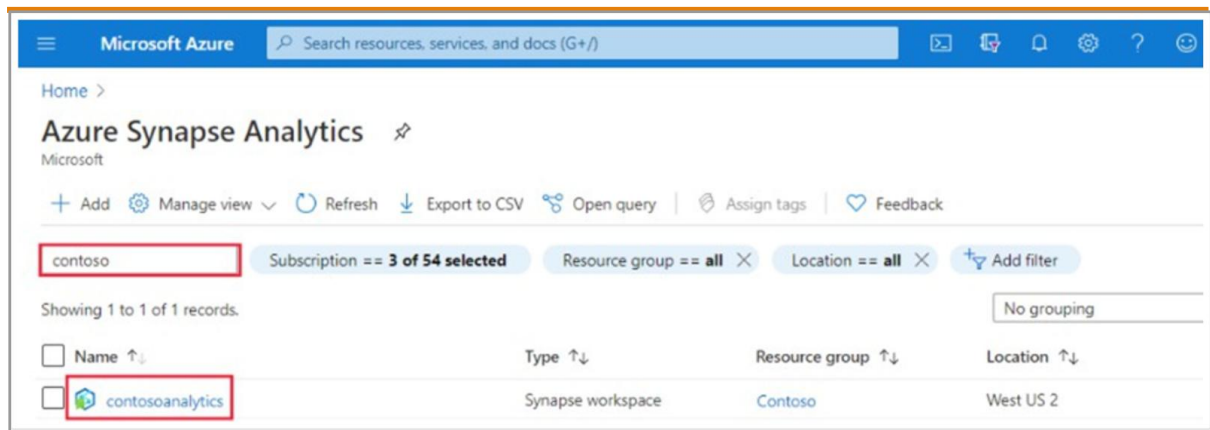 Microsoft Azure Search resources, services, and docs (G+/)
Home >
Azure Synapse Analytics
Microsoft
+ Add Manage view Refresh Export to CSV Open query Assign tags Feedback
contoso Subscription == 3 of 54 selected Resource group == all Location == all Add filter
Showing 1 to 1 of 1 records. No grouping
Name Type Resource group Location
contosoanalytics Synapse workspace Contoso West US 2